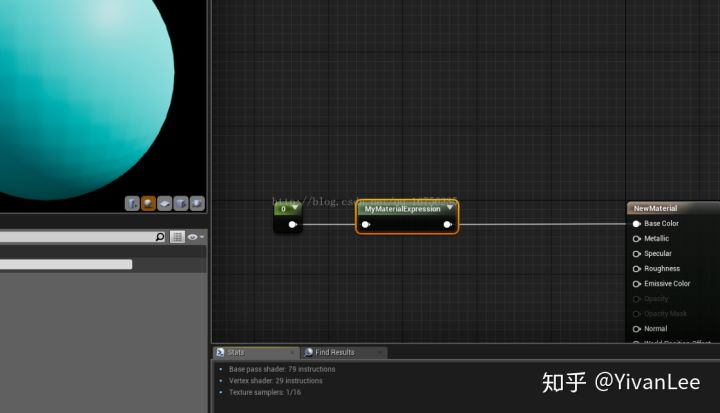 http://blog.csdn.net/
0
MyMaterialExpression
NewMaterial
Base Color
Metallic
Specular
Roughness
Emissive Color
Opacity
Opacity Mask
Normal
World Position Offset
Stats
Find Results
Base pass shader: 79 instructions
Vertex shader: 29 instructions
Texture samplers: 1/16
知乎 @YivanLee